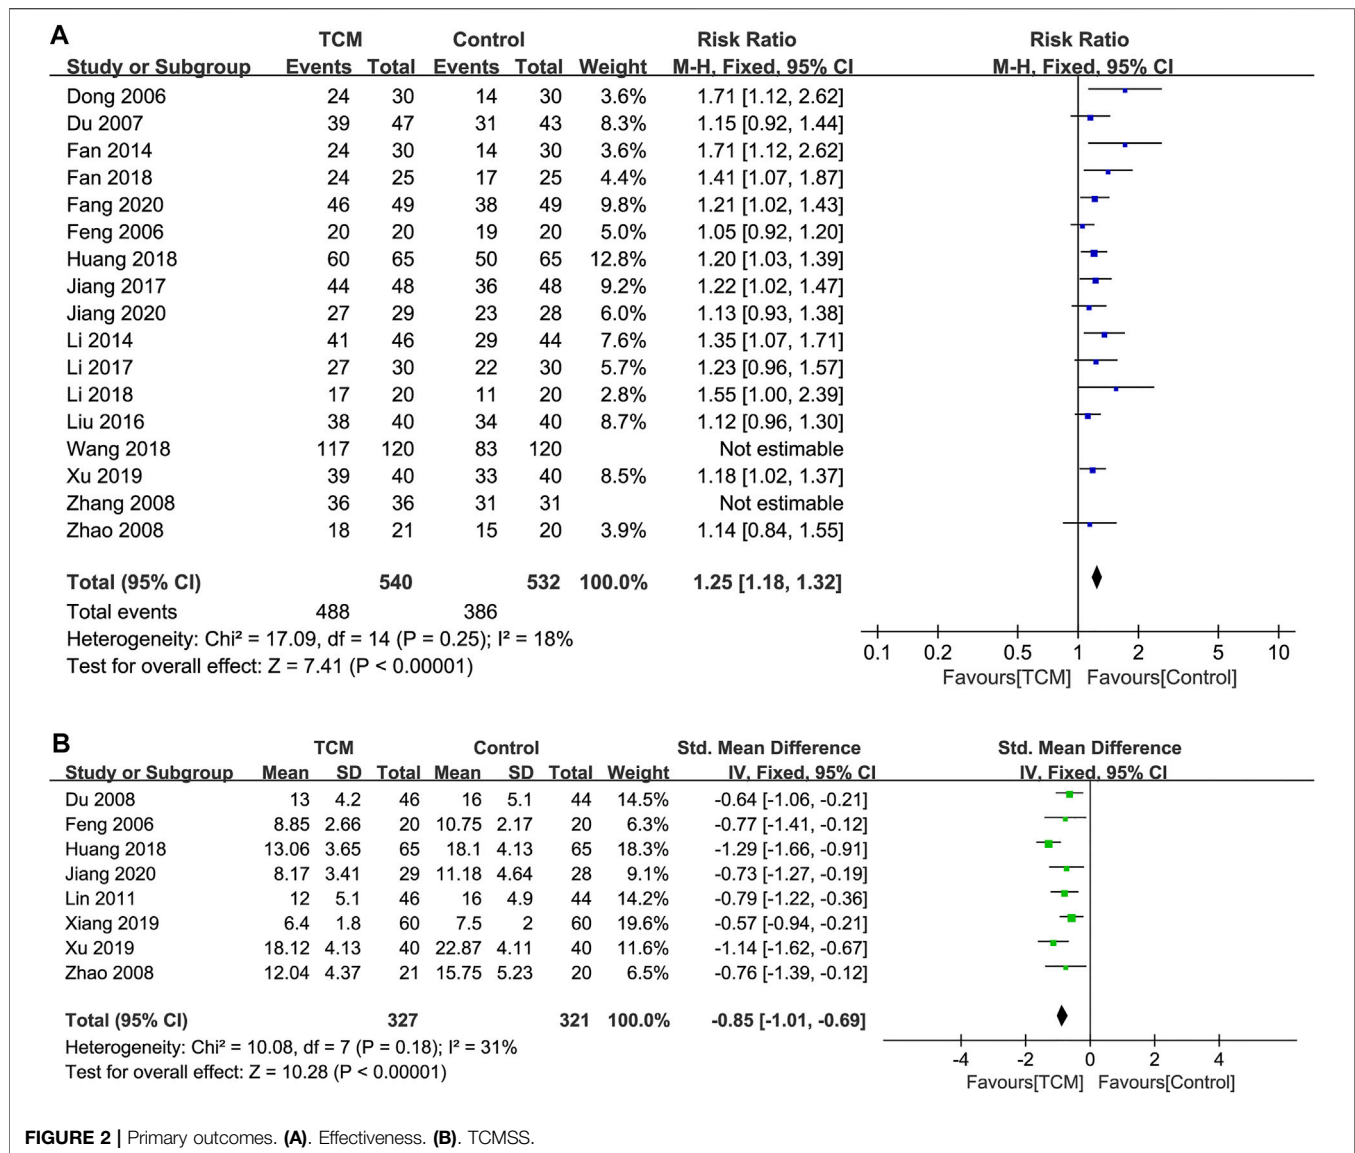 A
TCM Control Risk Ratio Risk Ratio
Study or Subgroup Events Total Events Total Weight M-H, Fixed, 95% CI M-H, Fixed, 95% CI
Dong 2006 24 30 14 30 3.6% 1.71 [1.12, 2.62]
Du 2007 39 47 31 43 8.3% 1.15 [0.92, 1.44]
Fan 2014 24 30 14 30 3.6% 1.71 [1.12, 2.62]
Fan 2018 24 25 17 25 4.4% 1.41 [1.07, 1.87]
Fang 2020 46 49 38 49 9.8% 1.21 [1.02, 1.43]
Feng 2006 20 20 19 20 5.0% 1.05 [0.92, 1.20]
Huang 2018 60 65 50 65 12.8% 1.20 [1.03, 1.39]
Jiang 2017 44 48 36 48 9.2% 1.22 [1.02, 1.47]
Jiang 2020 27 29 23 28 6.0% 1.13 [0.93, 1.38]
Li 2014 41 46 29 44 7.6% 1.35 [1.07, 1.71]
Li 2017 27 30 22 30 5.7% 1.23 [0.96, 1.57]
Li 2018 17 20 11 20 2.8% 1.55 [1.00, 2.39]
Liu 2016 38 40 34 40 8.7% 1.12 [0.96, 1.30]
Wang 2018 117 120 83 120 Not estimable
Xu 2019 39 40 33 40 8.5% 1.18 [1.02, 1.37]
Zhang 2008 36 36 31 31 Not estimable
Zhao 2008 18 21 15 20 3.9% 1.14 [0.84, 1.55]
Total (95% CI) 540 532 100.0% 1.25 [1.18, 1.32]
Total events 488 386
Heterogeneity: Chi² = 17.09, df = 14 (P = 0.25); I² = 18%
Test for overall effect: Z = 7.41 (P < 0.00001)
0.1 0.2 0.5 1 2 5 10
Favours[TCM] Favours[Control]
B
TCM Control Std. Mean Difference Std. Mean Difference
Study or Subgroup Mean SD Total Mean SD Total Weight IV, Fixed, 95% CI IV, Fixed, 95% CI
Du 2008 13 4.2 46 16 5.1 44 14.5% -0.64 [-1.06, -0.21]
Feng 2006 8.85 2.66 20 10.75 2.17 20 6.3% -0.77 [-1.41, -0.12]
Huang 2018 13.06 3.65 65 18.1 4.13 65 18.3% -1.29 [-1.66, -0.91]
Jiang 2020 8.17 3.41 29 11.18 4.64 28 9.1% -0.73 [-1.27, -0.19]
Lin 2011 12 5.1 46 16 4.9 44 14.2% -0.79 [-1.22, -0.36]
Xiang 2019 6.4 1.8 60 7.5 2 60 19.6% -0.57 [-0.94, -0.21]
Xu 2019 18.12 4.13 40 22.87 4.11 40 11.6% -1.14 [-1.62, -0.67]
Zhao 2008 12.04 4.37 21 15.75 5.23 20 6.5% -0.76 [-1.39, -0.12]
Total (95% CI) 327 321 100.0% -0.85 [-1.01, -0.69]
Heterogeneity: Chi² = 10.08, df = 7 (P = 0.18); I² = 31%
Test for overall effect: Z = 10.28 (P < 0.00001)
-4 -2 0 2 4
Favours[TCM] Favours[Control]
FIGURE 2 | Primary outcomes. (A). Effectiveness. (B). TCMSS.